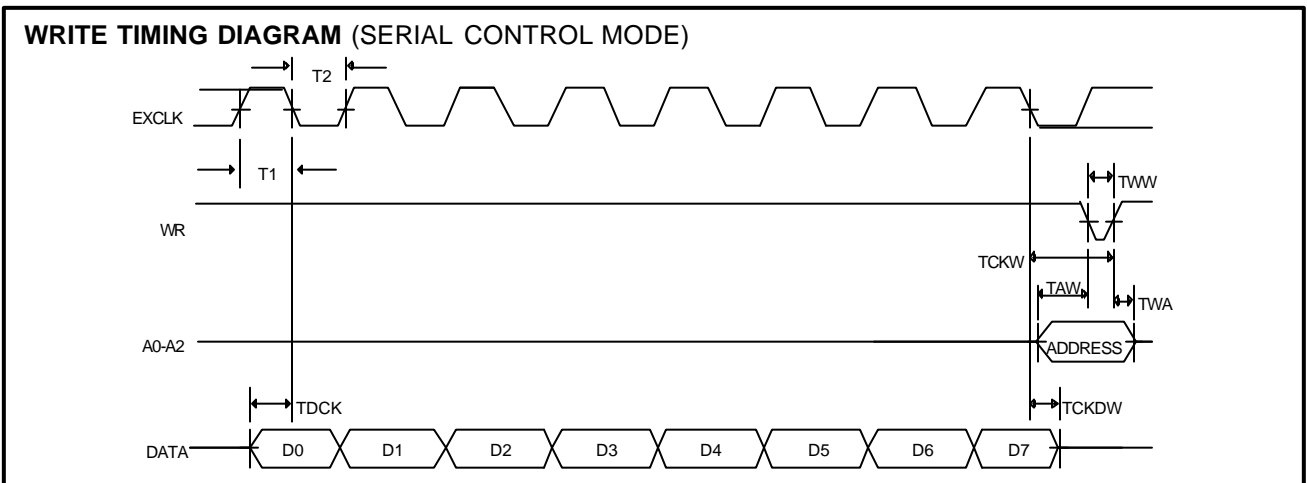 WRITE TIMING DIAGRAM (SERIAL CONTROL MODE)
T2
EXCLK
T1
TWW
WR
TCKW
TAW
TWA
A0-A2
ADDRESS
TDCK
TCKDW
DATA
D0 D1 D2 D3 D4 D5 D6 D7